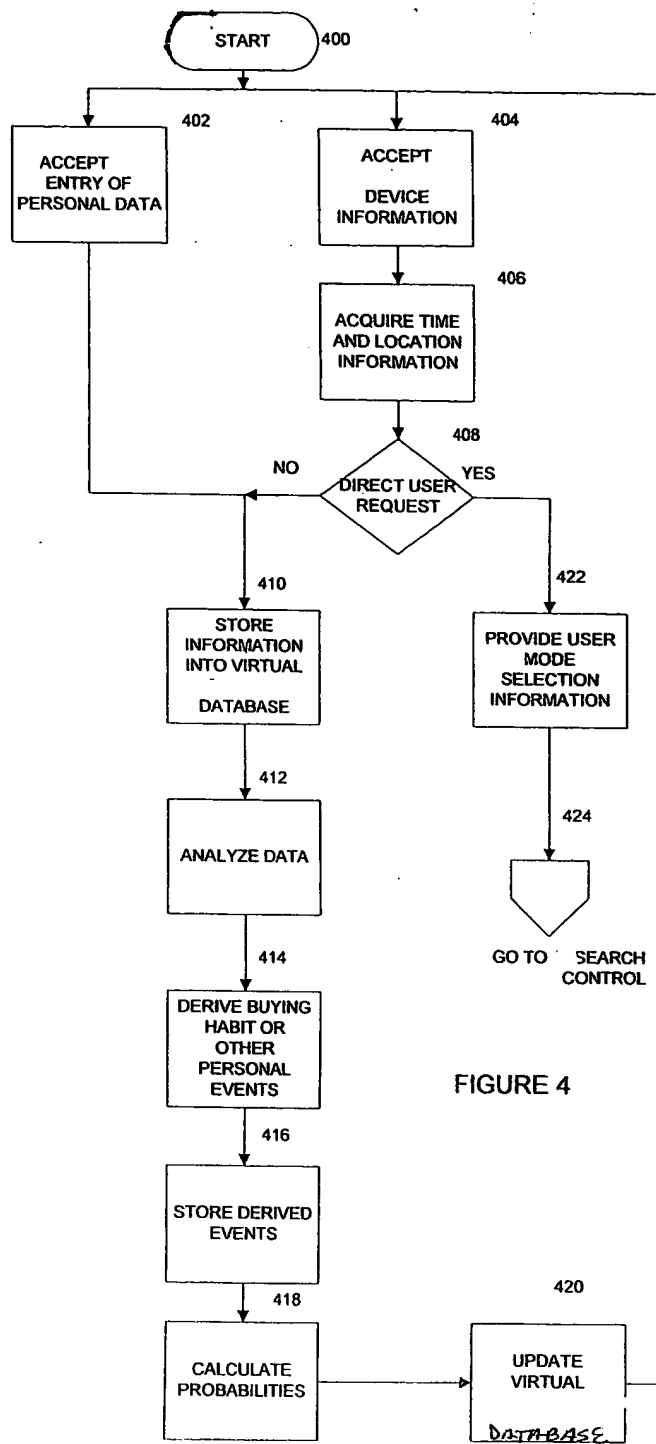 START 400
402
404
ACCEPT
ENTRY OF
PERSONAL DATA
ACCEPT
DEVICE
INFORMATION
406
ACQUIRE TIME
AND LOCATION
INFORMATION
408
NO
DIRECT USER
REQUEST
YES
410
STORE
INFORMATION
INTO VIRTUAL
DATABASE
422
PROVIDE USER
MODE
SELECTION
INFORMATION
412
ANALYZE DATA
424
GO TO SEARCH
CONTROL
414
DERIVE BUYING
HABIT OR
OTHER
PERSONAL
EVENTS
FIGURE 4
416
STORE DERIVED
EVENTS
418
CALCULATE
PROBABILITIES
420
UPDATE
VIRTUAL
DATABASE